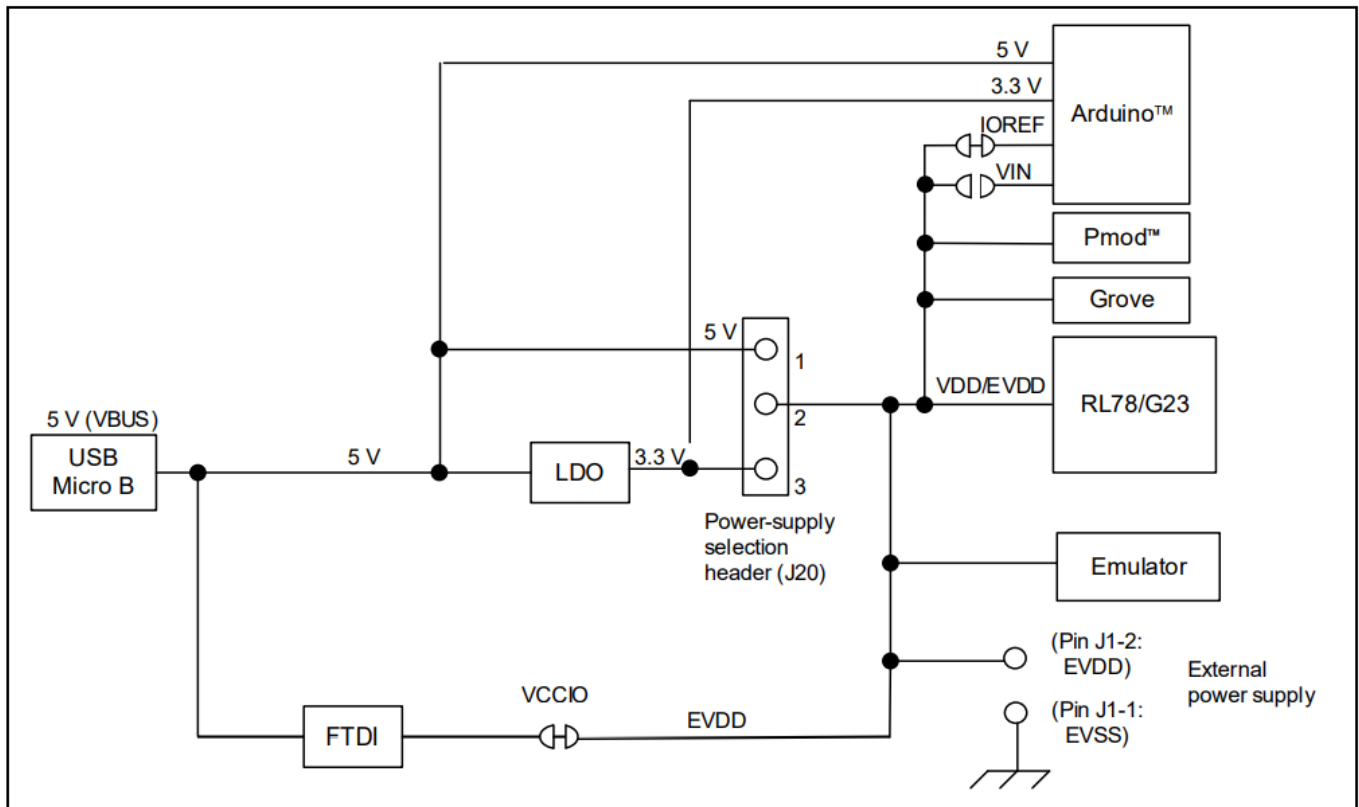 5 V
3.3 V
IOREF
VIN
Arduino™
Pmod™
Grove
5 V
1
VDD/EVDD
RL78/G23
2
5 V (VBUS)
USB
Micro B
5 V
LDO
3.3 V
3
Power-supply
selection
header (J20)
Emulator
(Pin J1-2:
EVDD)
External
power supply
(Pin J1-1:
EVSS)
VCCIO
EVDD
FTDI